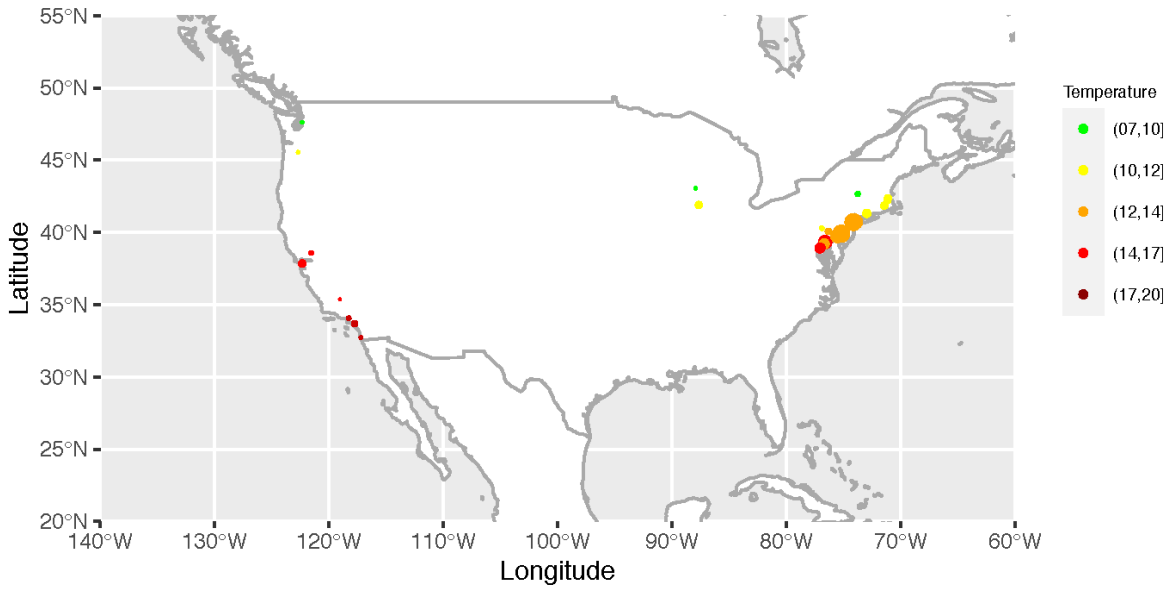 55°N
50°N
45°N
40°N
35°N
30°N
25°N
20°N
Latitude
140°W 130°W 120°W 110°W 100°W 90°W 80°W 70°W 60°W
Longitude
Temperature
(07,10]
(10,12]
(12,14]
(14,17]
(17,20]